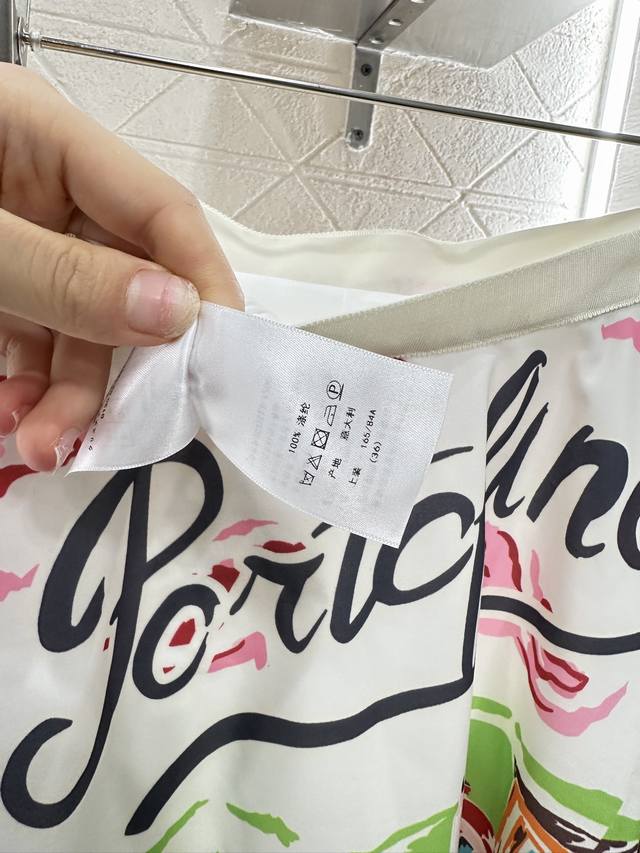 100% 涤纶
P
产地 意大利
上装 165/84A
(36)
Portofino